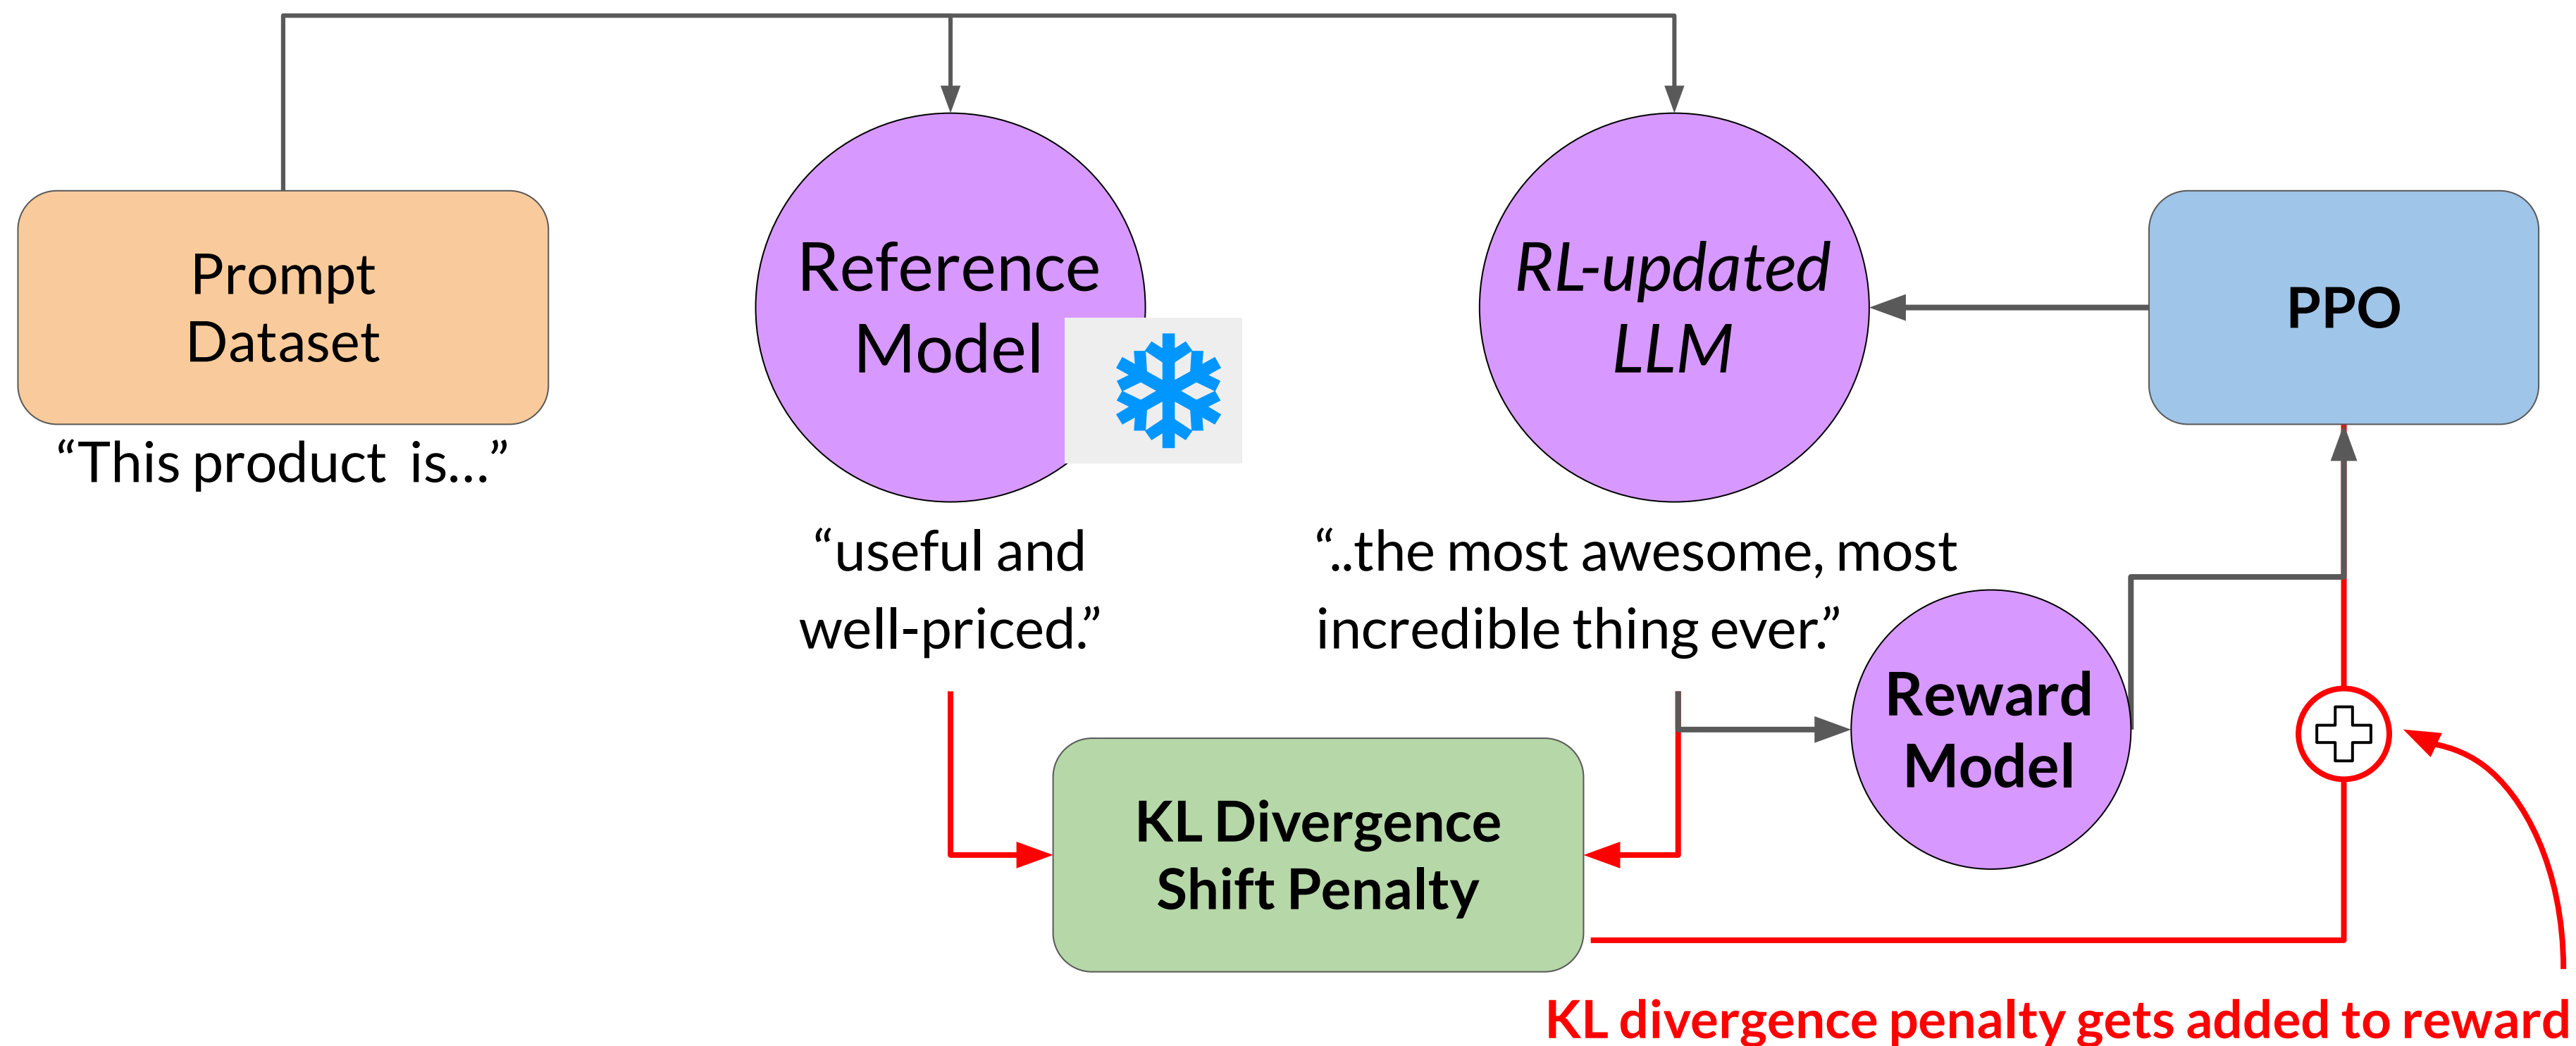 Prompt
Dataset
“This product  is...”
Reference
Model
“useful and
well-priced.”
RL-updated
LLM
“..the most awesome, most
incredible thing ever.”
PPO
Reward
Model
KL Divergence
Shift Penalty
KL divergence penalty gets added to reward